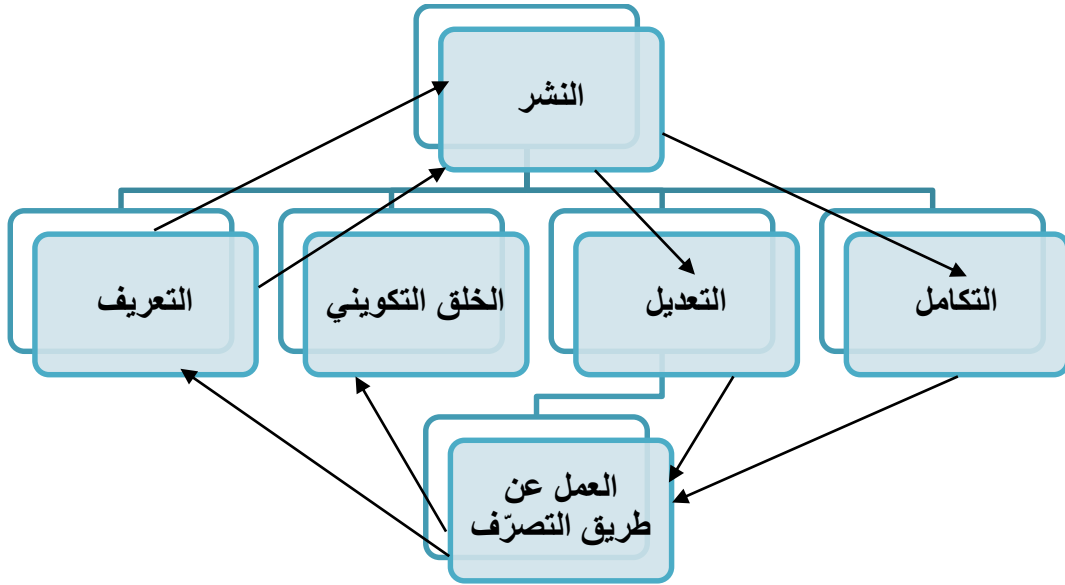 النشر
التكامل
التعديل
الخلق التكويني
التعريف
العمل عن
طريق التصرّف